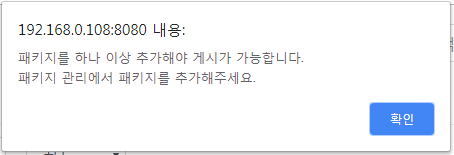 192.168.0.108:8080 내용:
패키지를 하나 이상 추가해야 게시가 가능합니다.
패키지 관리에서 패키지를 추가해주세요.
확인